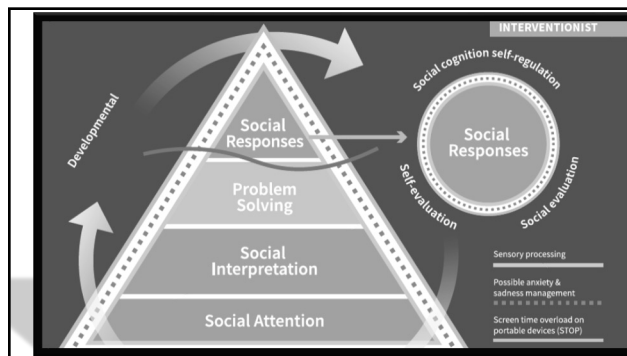 INTERVENTIONIST
Developmental
Social
Responses
Problem
Solving
Social
Interpretation
Social Attention
Social cognition self-regulation
Social
Responses
Self-evaluation
Social evaluation
Sensory processing
Possible anxiety &
sadness management
Screen time overload on
portable devices (STOP)